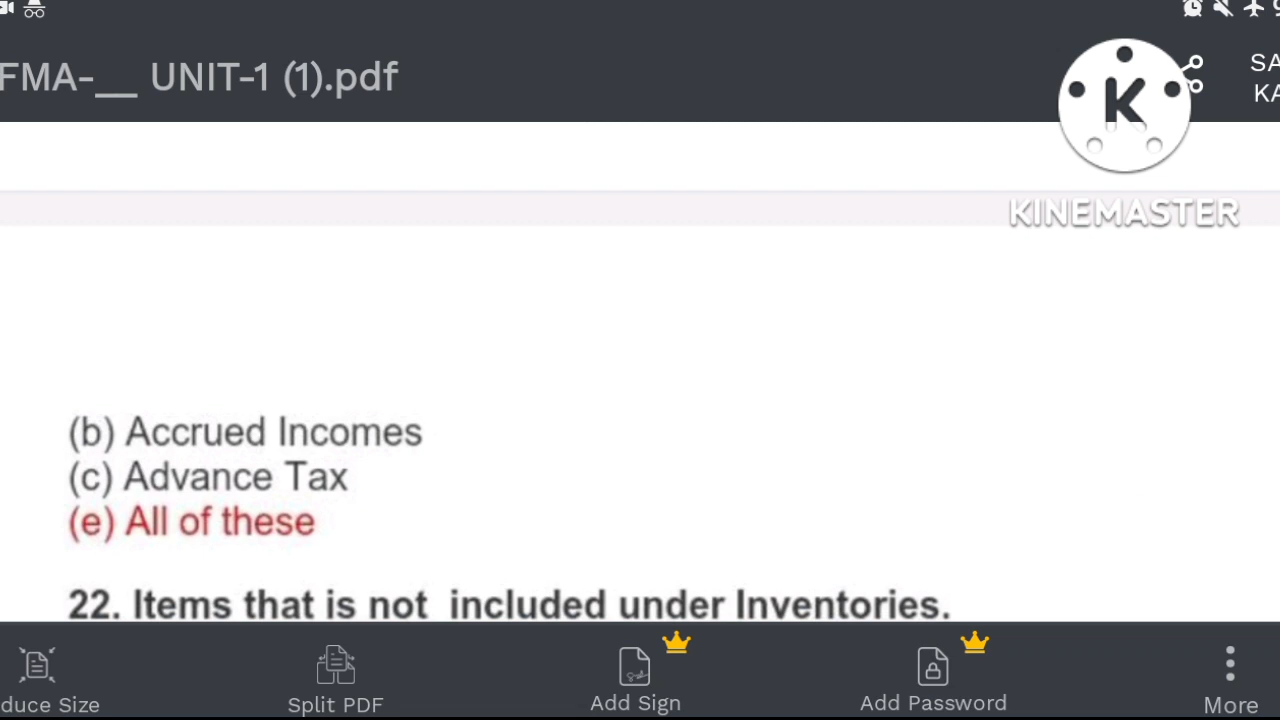 FMA-__ UNIT-1 (1).pdf
SA
KA
K
KINEMASTER
(b) Accrued Incomes
(c) Advance Tax
(e) All of these
22. Items that is not included under Inventories.
duce Size
Split PDF
Add Sign
Add Password
More